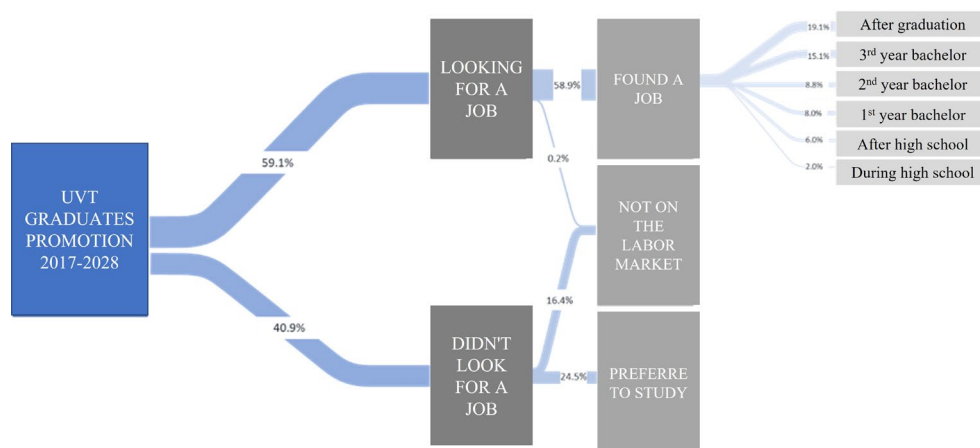 UVT
GRADUATES
PROMOTION
2017-2028
59.1%
40.9%
LOOKING
FOR A
JOB
DIDN'T
LOOK
FOR A
JOB
58.9%
0.2%
16.4%
24.5%
FOUND A
JOB
NOT ON
THE
LABOR
MARKET
PREFERRE
TO STUDY
19.1%
After graduation
15.1%
3rd year bachelor
8.8%
2nd year bachelor
8.0%
1st year bachelor
6.0%
After high school
2.0%
During high school